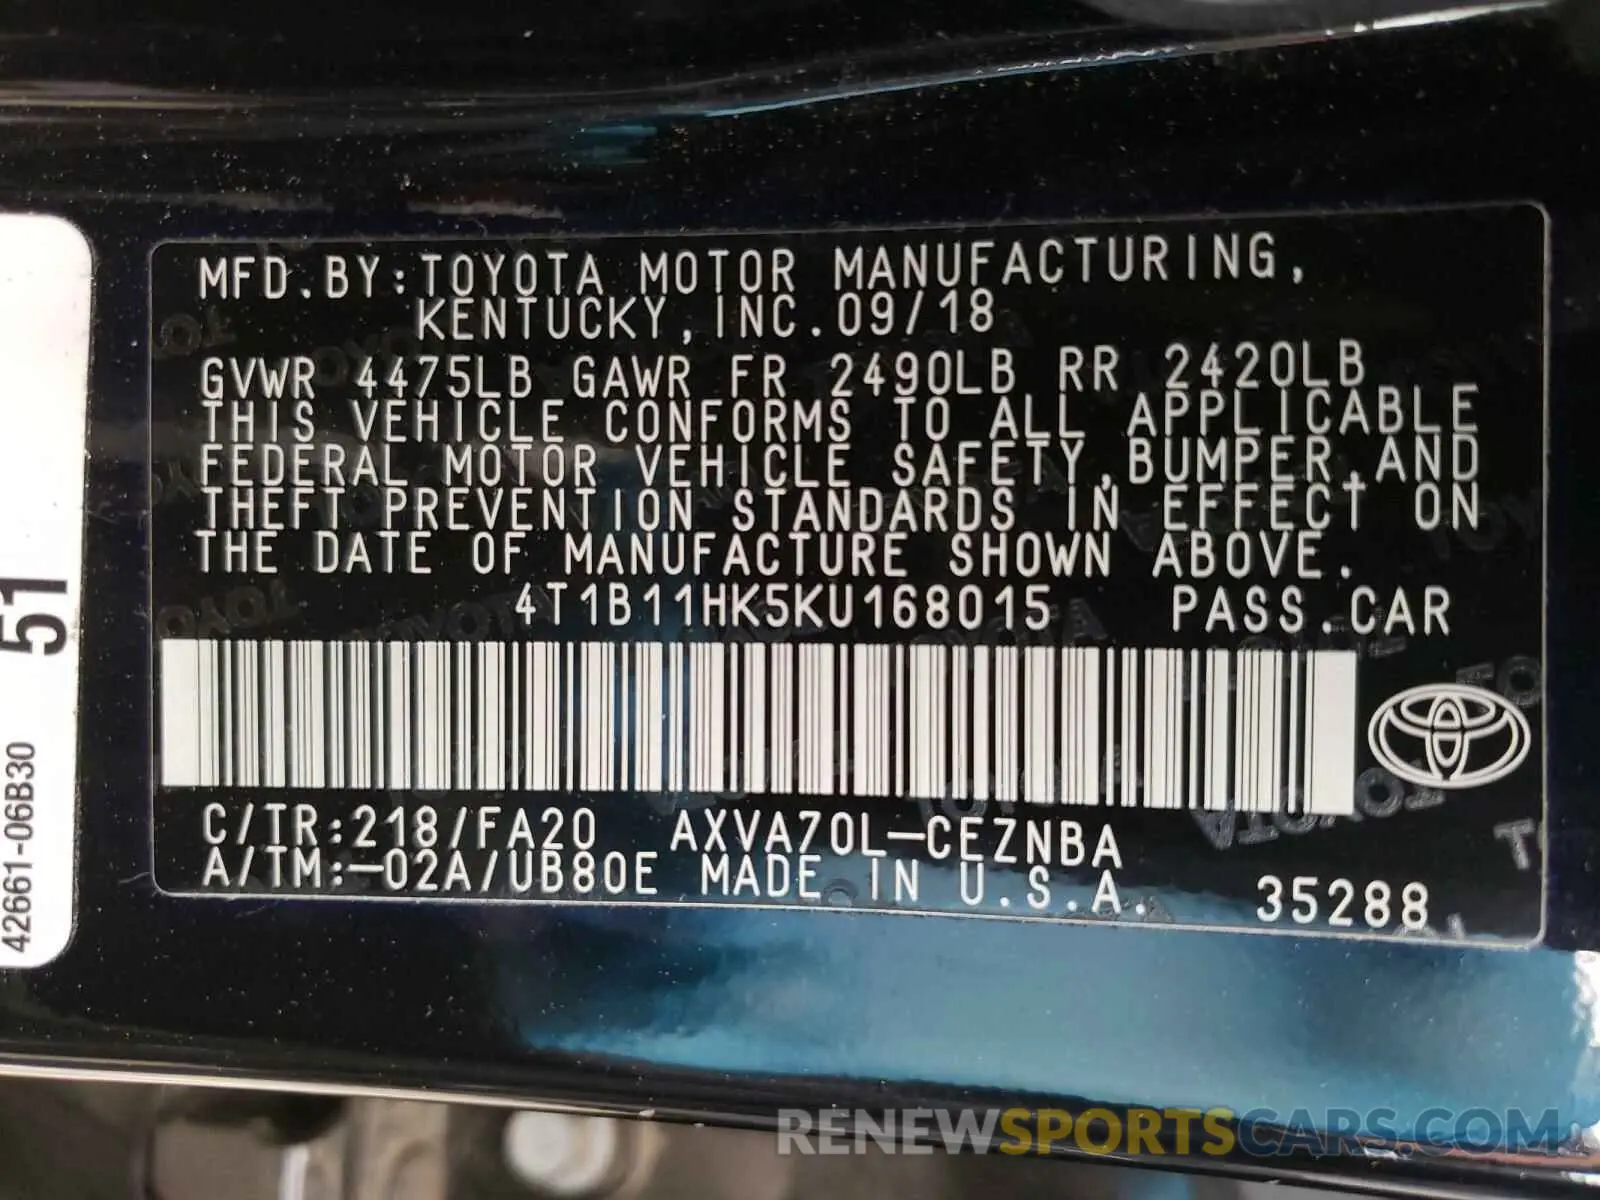 MFD.BY:TOYOTA MOTOR MANUFACTURING,
KENTUCKY,INC.09/18
GVWR 4475LB GAWR FR 2490LB RR 2420LB
THIS VEHICLE CONFORMS TO ALL APPLICABLE
FEDERAL MOTOR VEHICLE SAFETY,BUMPER,AND
THEFT PREVENTION STANDARDS IN EFFECT ON
THE DATE OF MANUFACTURE SHOWN ABOVE.
4T1B11HK5KU168015 PASS.CAR
C/TR:218/FA20 AXVA70L-CEZNBA
A/TM:-02A/UB80E MADE IN U.S.A. 35288
51
42661-06B30
RENEWSPORTSCARS.COM